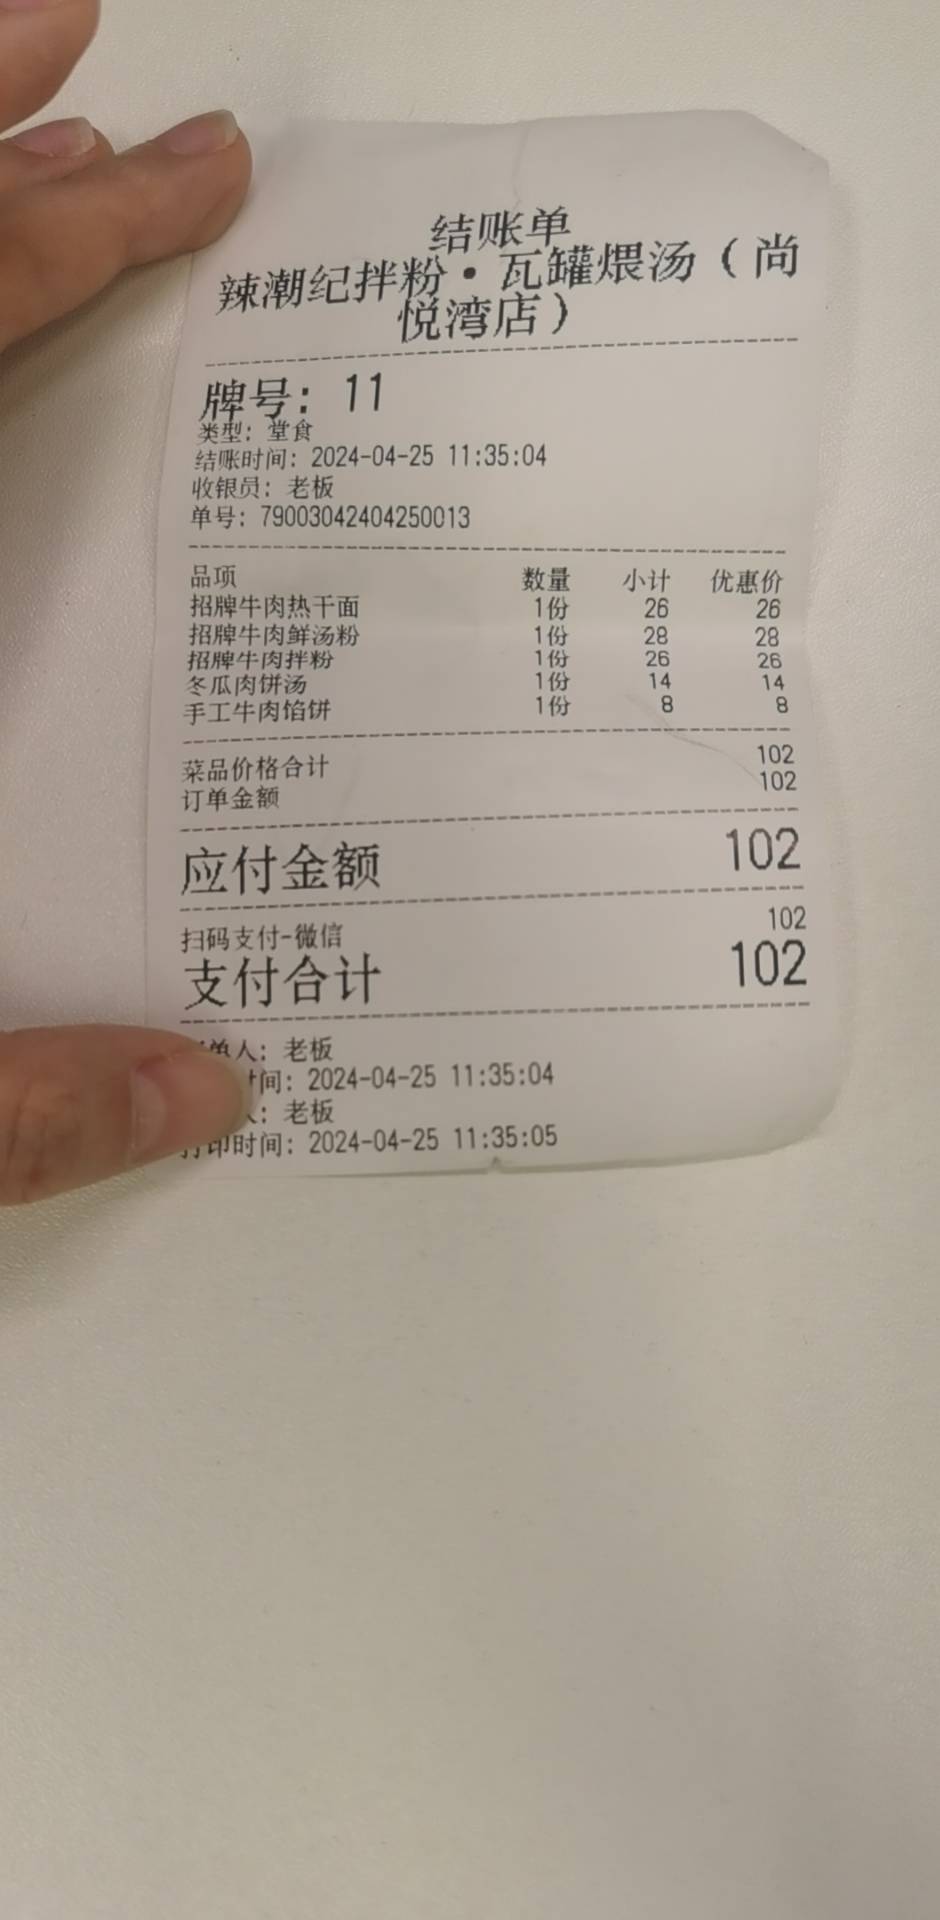 结账单
辣潮纪拌粉·瓦罐煨汤（尚
悦湾店）
牌号：11
类型：堂食
结账时间：2024-04-25 11:35:04
收银员：老板
单号：79003042404250013
品项 数量 小计 优惠价
招牌牛肉热干面 1份 26 26
招牌牛肉鲜汤粉 1份 28 28
招牌牛肉拌粉 1份 26 26
冬瓜肉饼汤 1份 14 14
手工牛肉馅饼 1份 8 8
菜品价格合计 102
订单金额 102
应付金额 102
扫码支付-微信 102
支付合计 102
单人：老板
时间：2024-04-25 11:35:04
人：老板
打印时间：2024-04-25 11:35:05